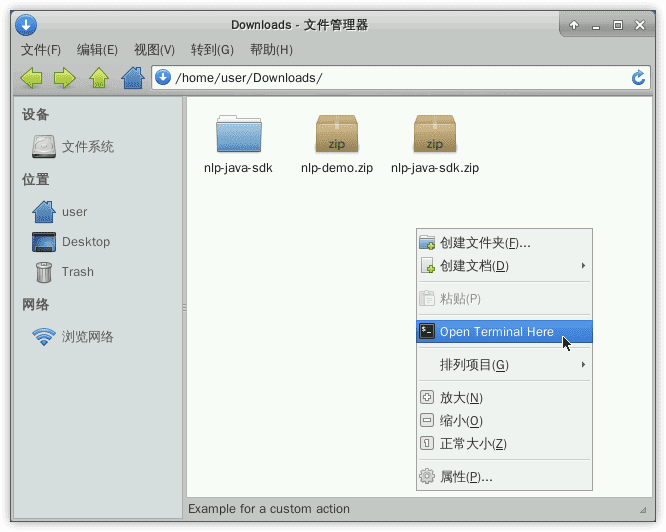 Downloads - 文件管理器
文件(F) 编辑(E) 视图(V) 转到(G) 帮助(H)
/home/user/Downloads/
设备
文件系统
位置
user
Desktop
Trash
网络
浏览网络
zip zip
nlp-java-sdk nlp-demo.zip nlp-java-sdk.zip
创建文件夹(F)...
创建文档(D)
粘贴(P)
Open Terminal Here
排列项目(G)
放大(N)
缩小(O)
正常大小(Z)
属性(P)...
Example for a custom action